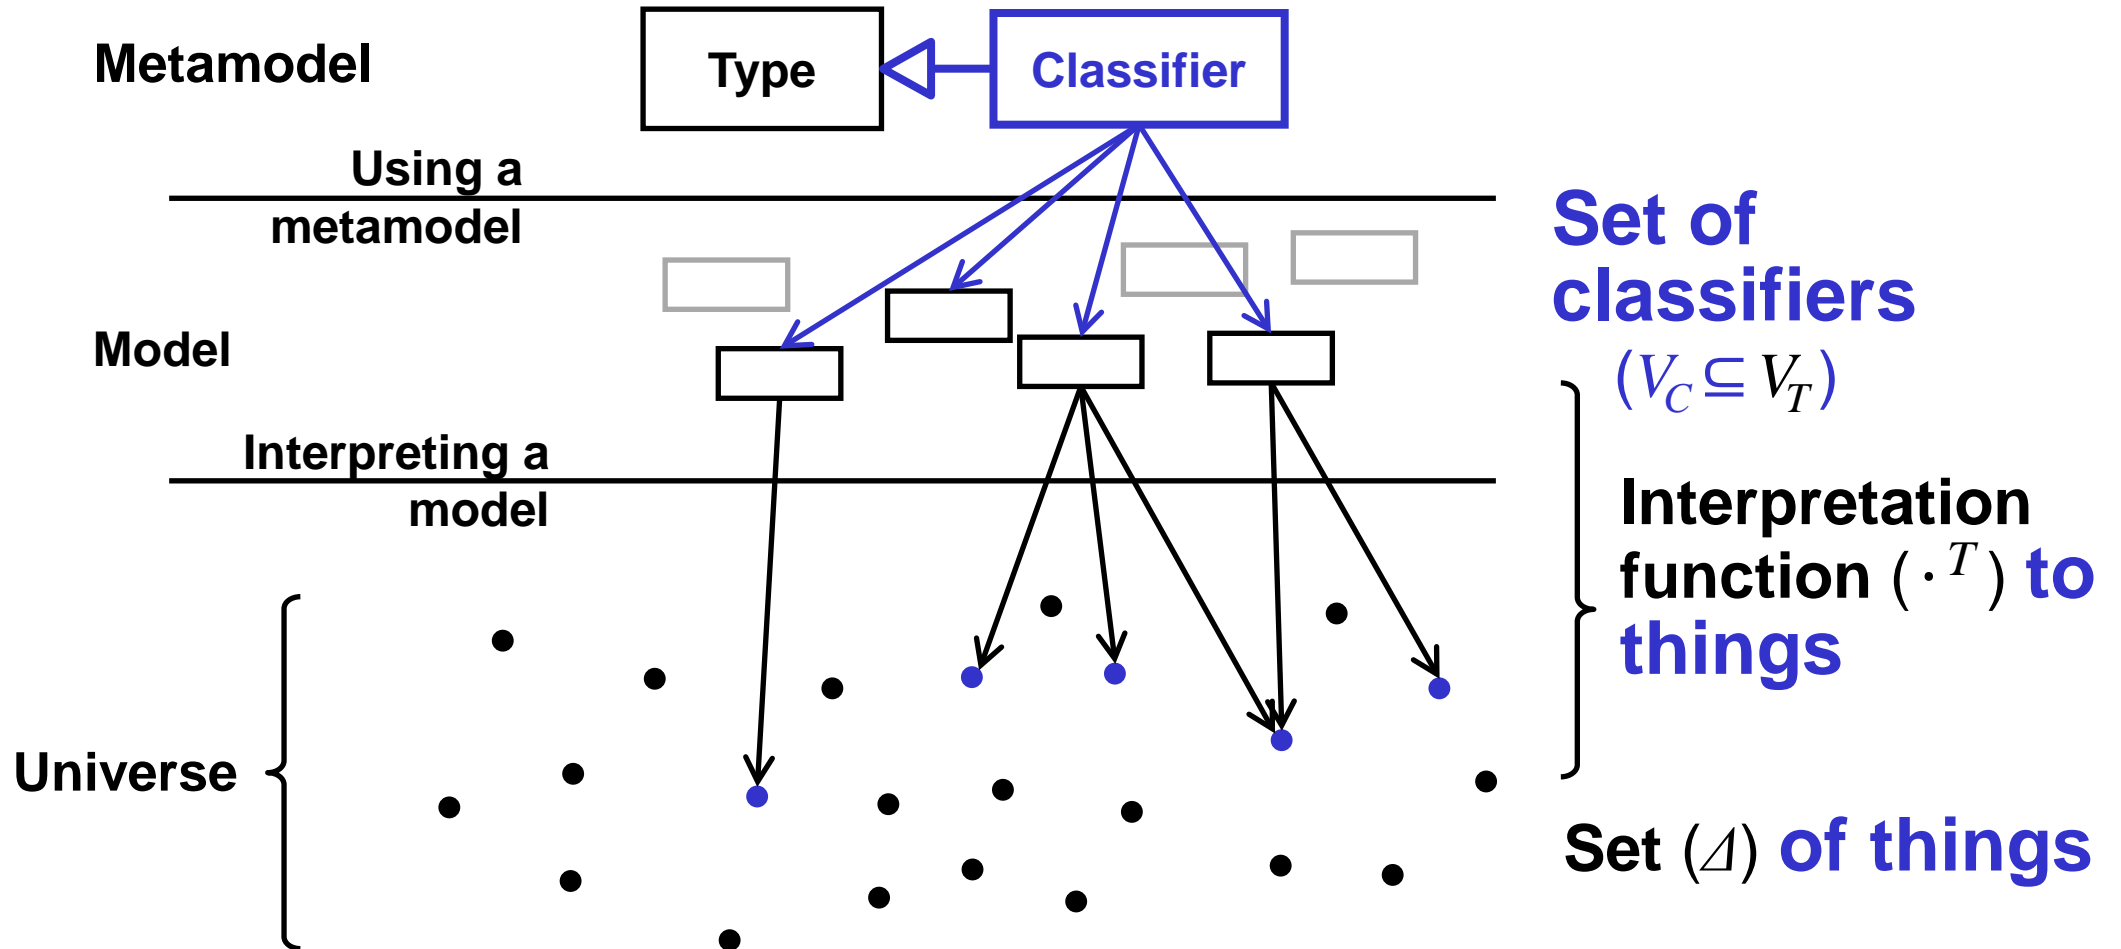 Metamodel
Type
Classifier
Using a
metamodel
Set of
classifiers
(V_C ⊆ V_T)
Model
Interpreting a
model
Interpretation
function (·^T) to
things
Universe
Set (Δ) of things